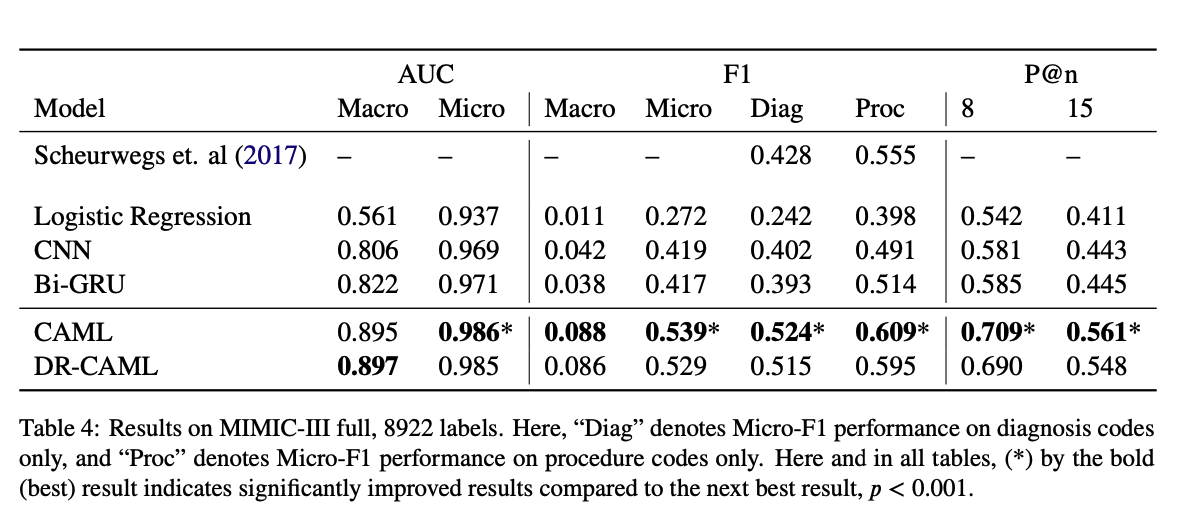 AUC F1 P@n
Model Macro Micro Macro Micro Diag Proc 8 15
Scheurwegs et. al (2017) – – – – 0.428 0.555 – –
Logistic Regression 0.561 0.937 0.011 0.272 0.242 0.398 0.542 0.411
CNN 0.806 0.969 0.042 0.419 0.402 0.491 0.581 0.443
Bi-GRU 0.822 0.971 0.038 0.417 0.393 0.514 0.585 0.445
CAML 0.895 0.986* 0.088 0.539* 0.524* 0.609* 0.709* 0.561*
DR-CAML 0.897 0.985 0.086 0.529 0.515 0.595 0.690 0.548
Table 4: Results on MIMIC-III full, 8922 labels. Here, “Diag” denotes Micro-F1 performance on diagnosis codes
only, and “Proc” denotes Micro-F1 performance on procedure codes only. Here and in all tables, (*) by the bold
(best) result indicates significantly improved results compared to the next best result, p < 0.001.